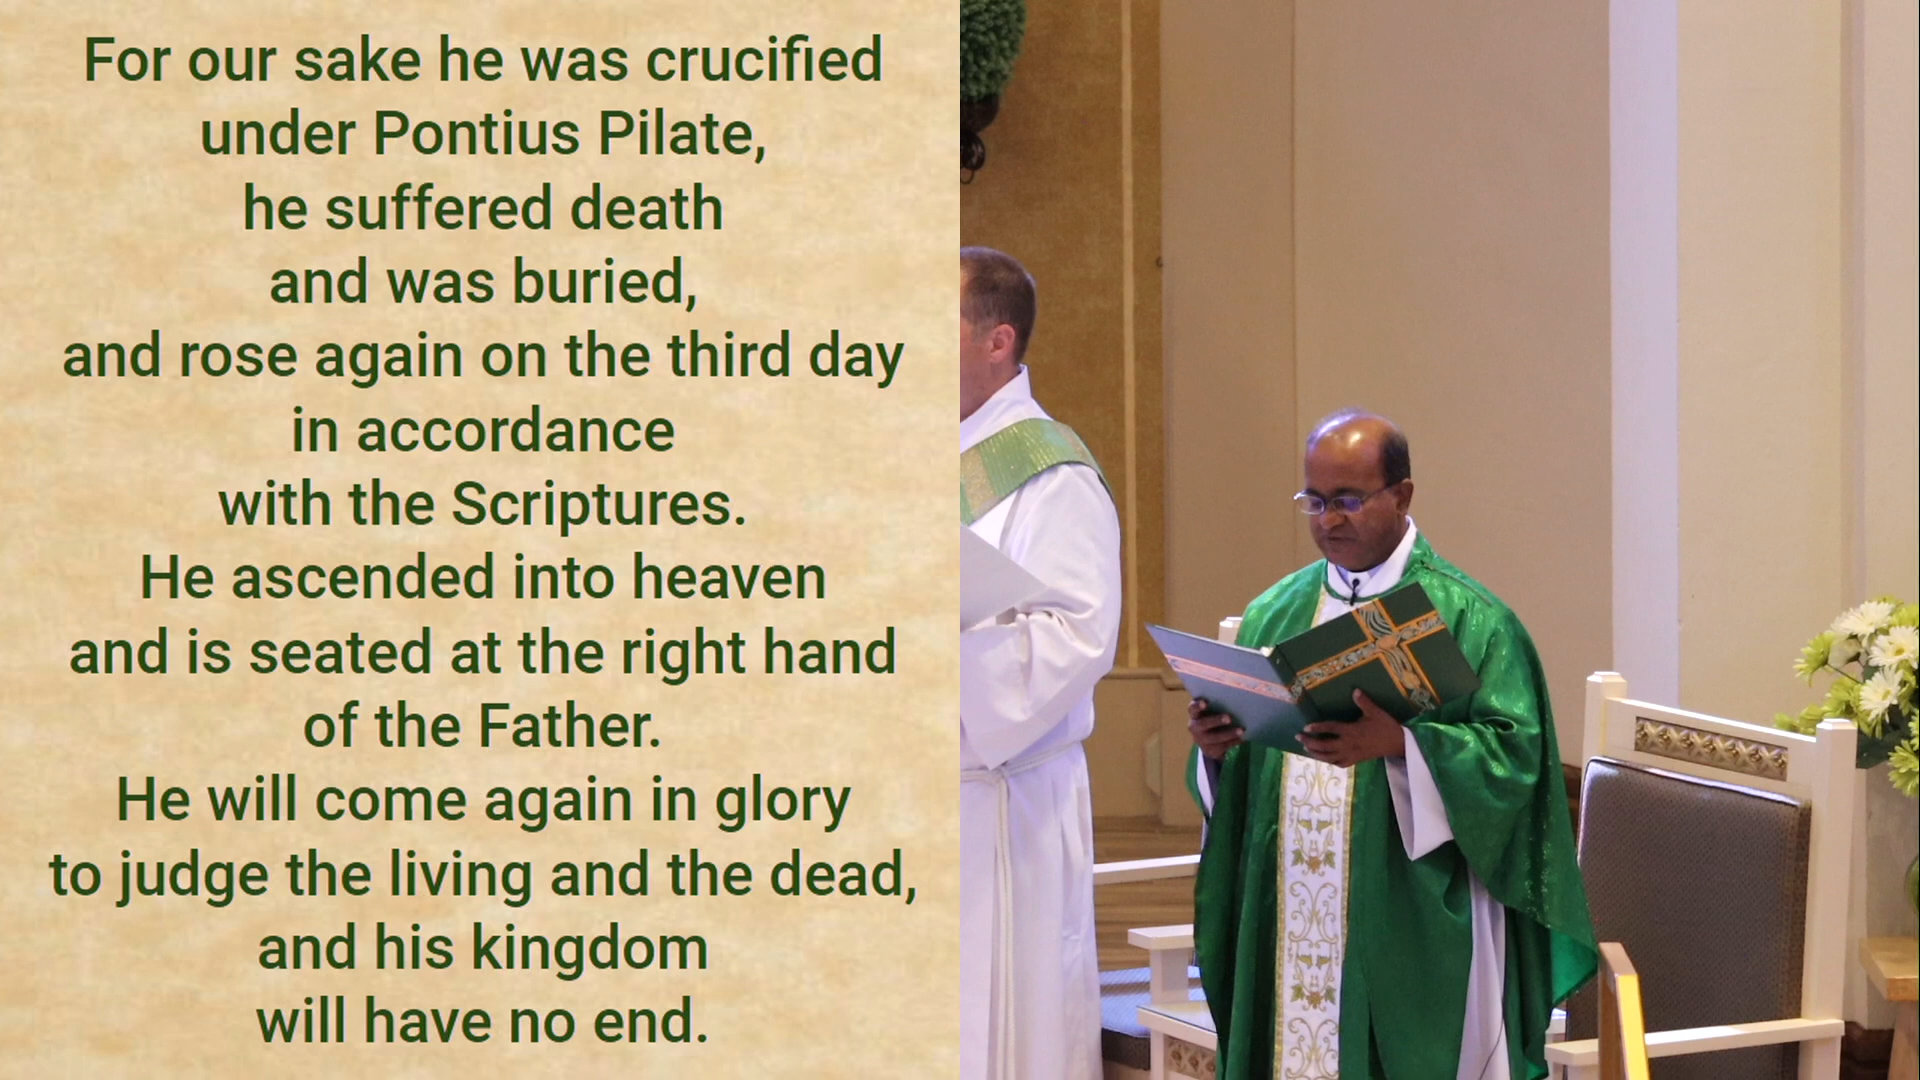 For our sake he was crucified
under Pontius Pilate,
he suffered death
and was buried,
and rose again on the third day
in accordance
with the Scriptures.
He ascended into heaven
and is seated at the right hand
of the Father.
He will come again in glory
to judge the living and the dead,
and his kingdom
will have no end.